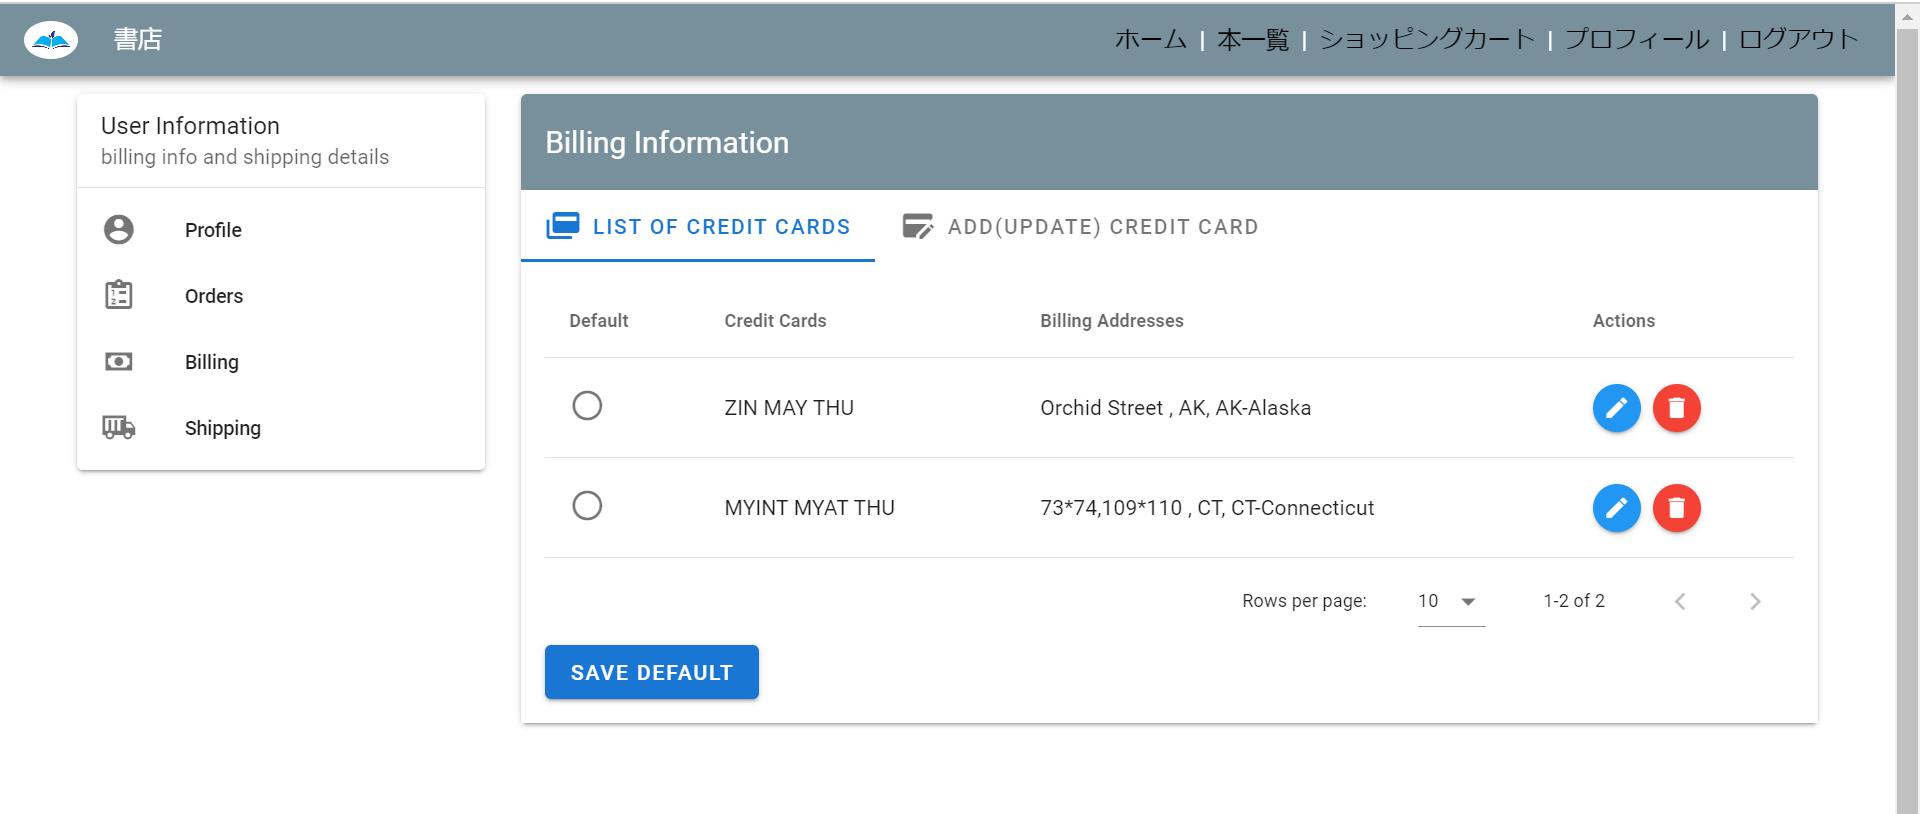 書店
ホーム | 本一覧 | ショッピングカート | プロフィール | ログアウト
User Information
billing info and shipping details
Profile
Orders
Billing
Shipping
Billing Information
LIST OF CREDIT CARDS ADD(UPDATE) CREDIT CARD
Default Credit Cards Billing Addresses Actions
ZIN MAY THU Orchid Street , AK, AK-Alaska
MYINT MYAT THU 73*74,109*110 , CT, CT-Connecticut
Rows per page: 10 1-2 of 2
SAVE DEFAULT